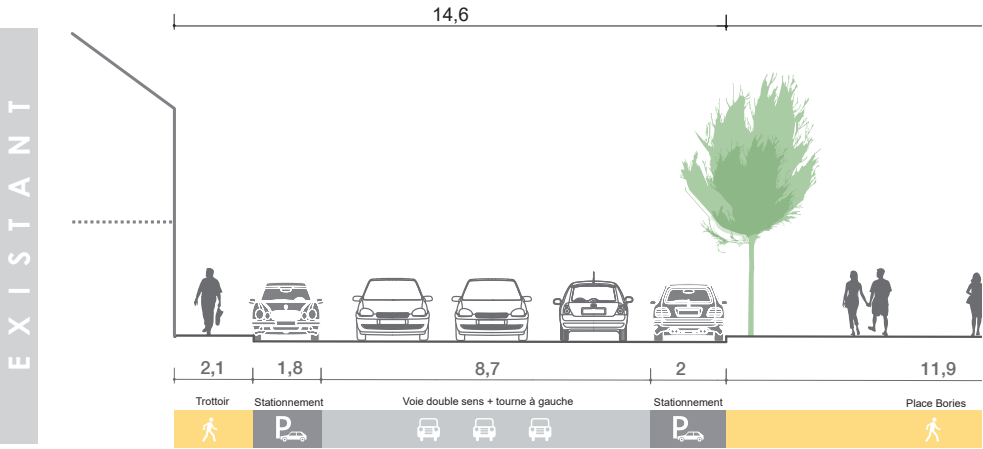 14,6
EXISTANT
2,1 1,8 8,7 2 11,9
Trottoir Stationnement Voie double sens + tourne à gauche Stationnement Place Bories
P P